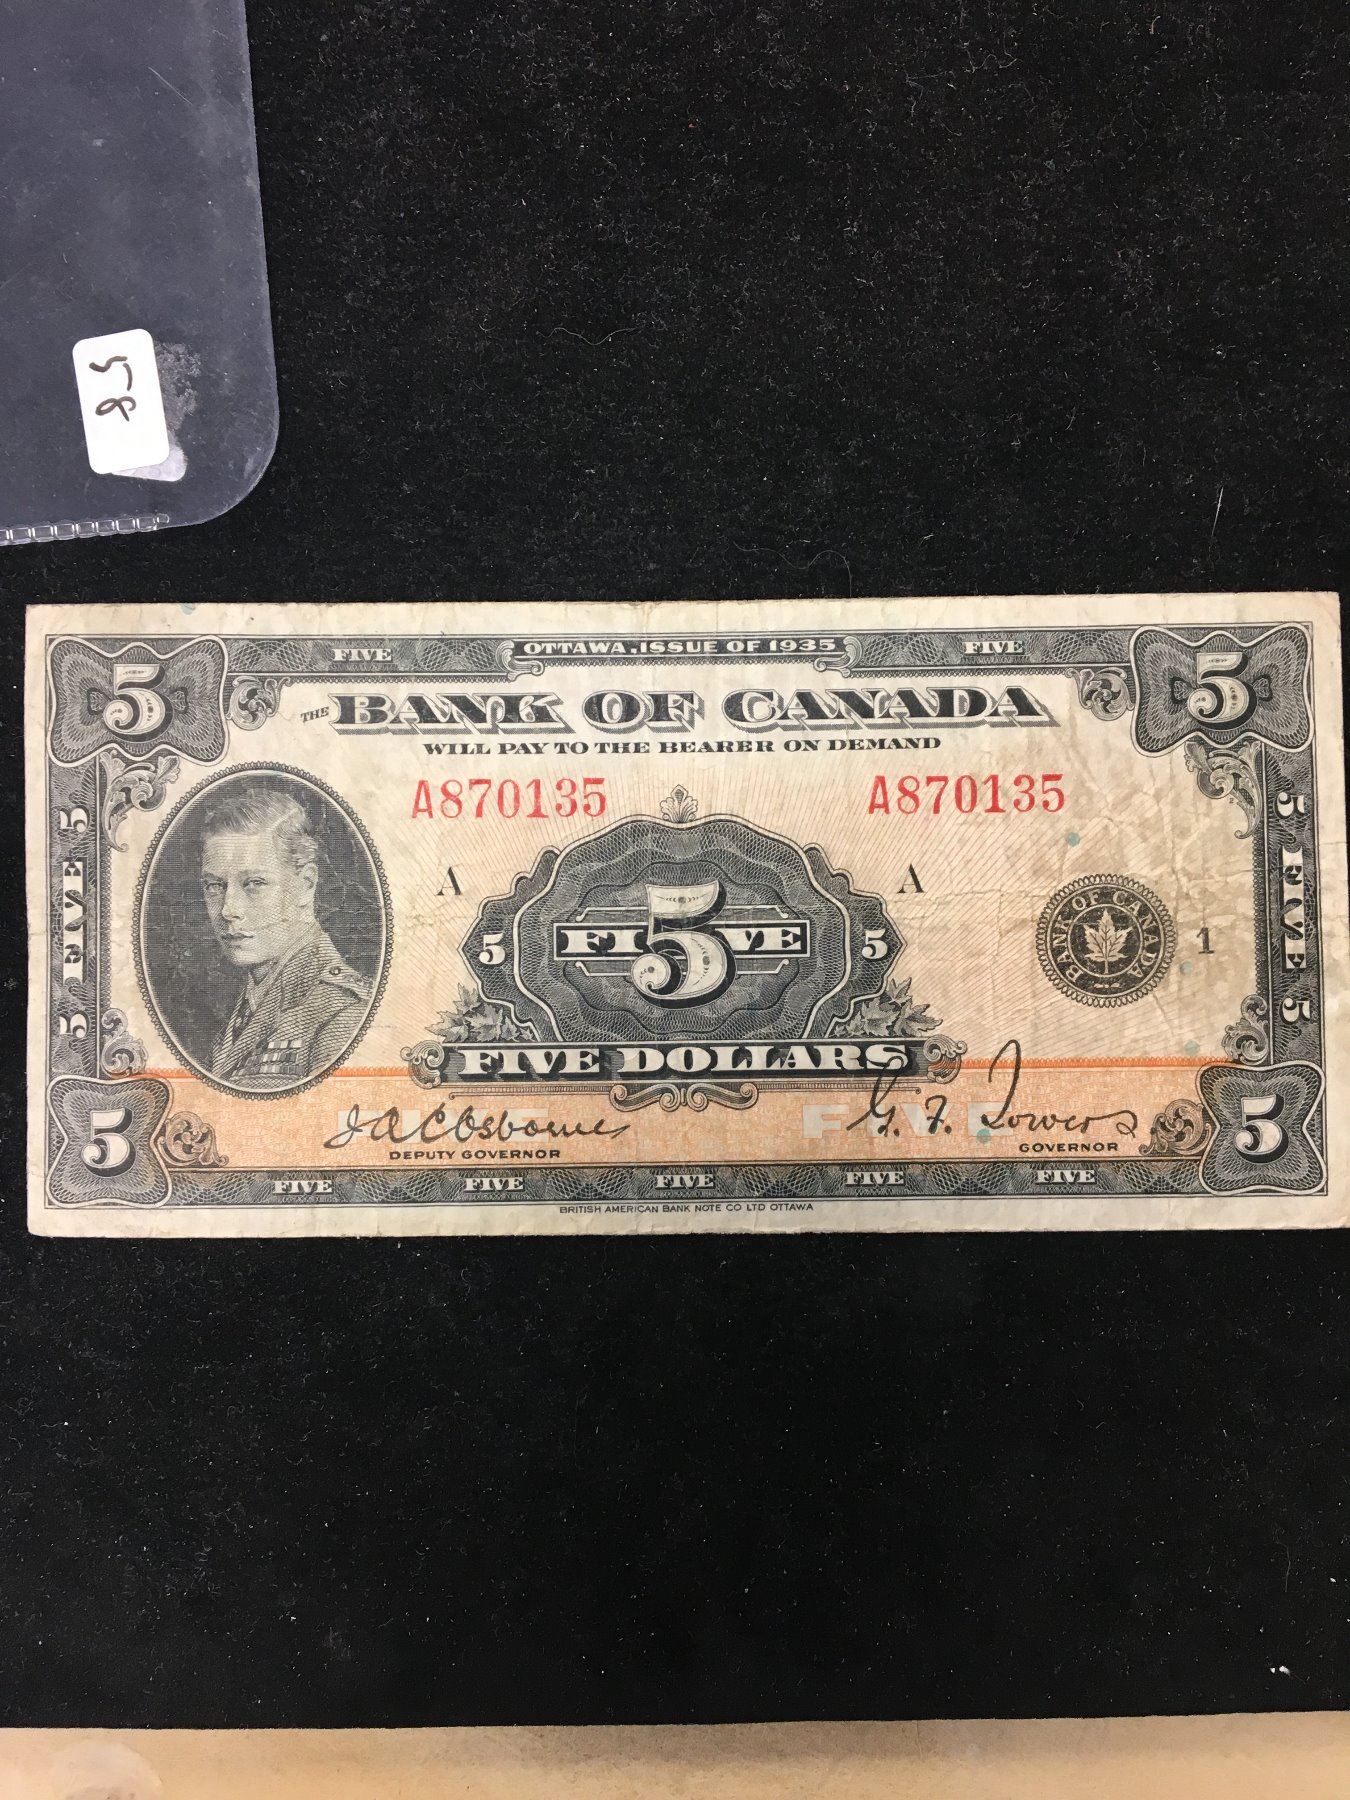 85
OTTAWA. ISSUE OF 1935
FIVE FIVE
5 5
THE BANK OF CANADA
WILL PAY TO THE BEARER ON DEMAND
A870135 A870135
A A
5 FIVE 5
5 FIVE 5
5 FI5VE 5
BANK OF CANADA
1
FIVE DOLLARS
FIVE FIVE
J A C Osborne G. F. Towers
DEPUTY GOVERNOR GOVERNOR
5 5
FIVE FIVE FIVE FIVE FIVE
BRITISH AMERICAN BANK NOTE CO LTD OTTAWA